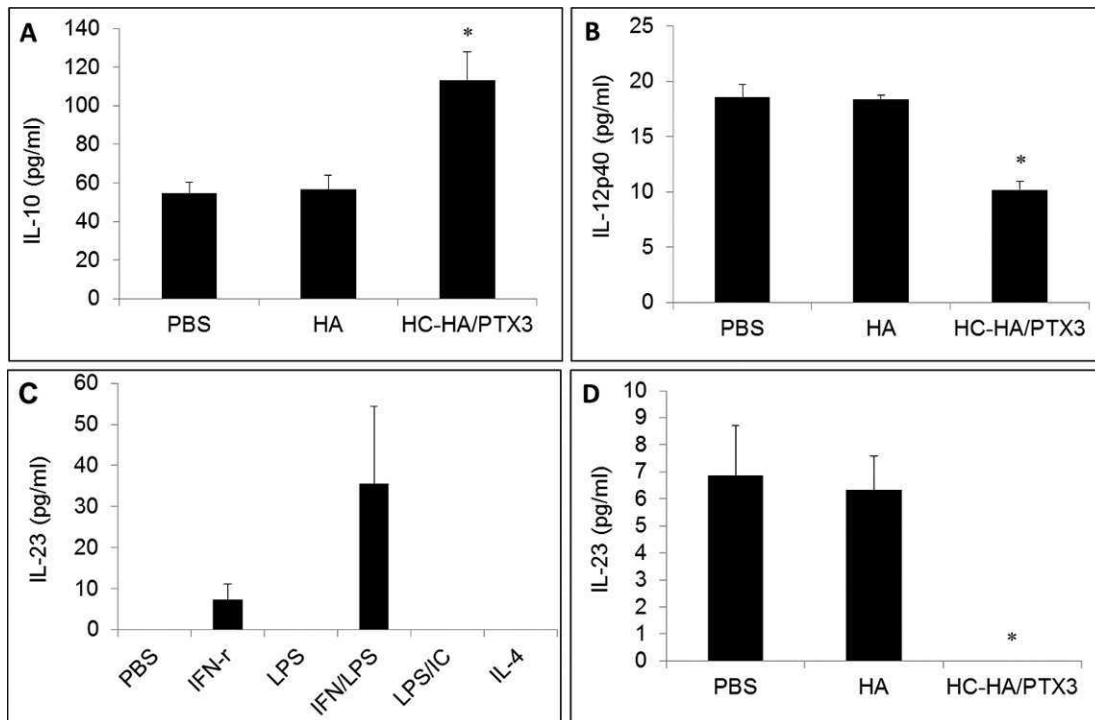 A
IL-10 (pg/ml)
140
120
100
80
60
40
20
0
*
PBS HA HC-HA/PTX3
B
IL-12p40 (pg/ml)
25
20
15
10
5
0
*
PBS HA HC-HA/PTX3
C
IL-23 (pg/ml)
60
50
40
30
20
10
0
PBS IFN-r LPS IFN/LPS LPS/IC IL-4
D
IL-23 (pg/ml)
10
9
8
7
6
5
4
3
2
1
0
*
PBS HA HC-HA/PTX3